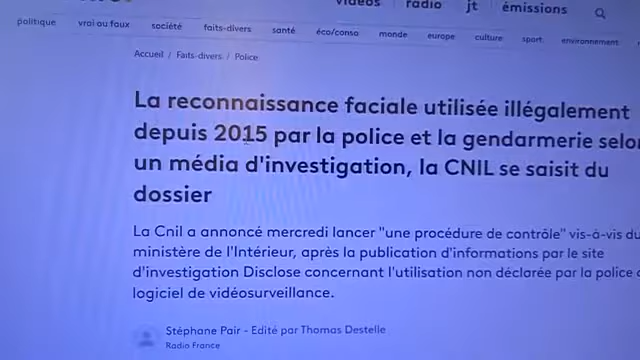 vidéos radio jt émissions
politique vrai ou faux société faits-divers santé éco/conso monde europe culture sport environnement
Accueil / Faits-divers / Police
La reconnaissance faciale utilisée illégalement
depuis 2015 par la police et la gendarmerie
un média d'investigation, la CNIL se saisit du
dossier
La Cnil a annoncé mercredi lancer "une procédure de contrôle" vis-à-vis du
ministère de l'Intérieur, après la publication d'informations par le site
d'investigation Disclose concernant l'utilisation non déclarée par la police
logiciel de vidéosurveillance.
Stéphane Pair - Edité par Thomas Destelle
Radio France